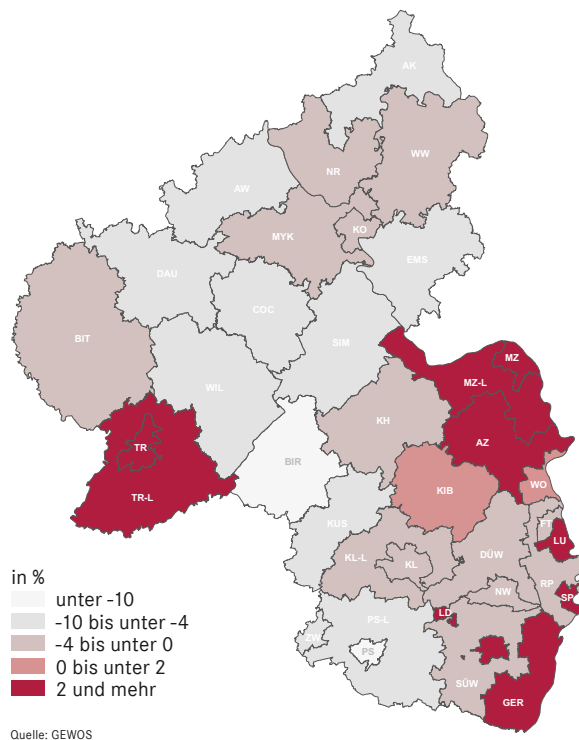 AK
WW
NR
AW
KO
MYK
EMS
DAU
COC
BIT
SIM
MZ
MZ-L
WIL
KH
AZ
TR
BIR
WO
KIB
TR-L
KUS
FT
LU
DÜW
KL-L
KL
RP
NW
SP
LD
PS-L
ZW
PS
SÜW
GER
in %
unter -10
-10 bis unter -4
-4 bis unter 0
0 bis unter 2
2 und mehr
Quelle: GEWOS